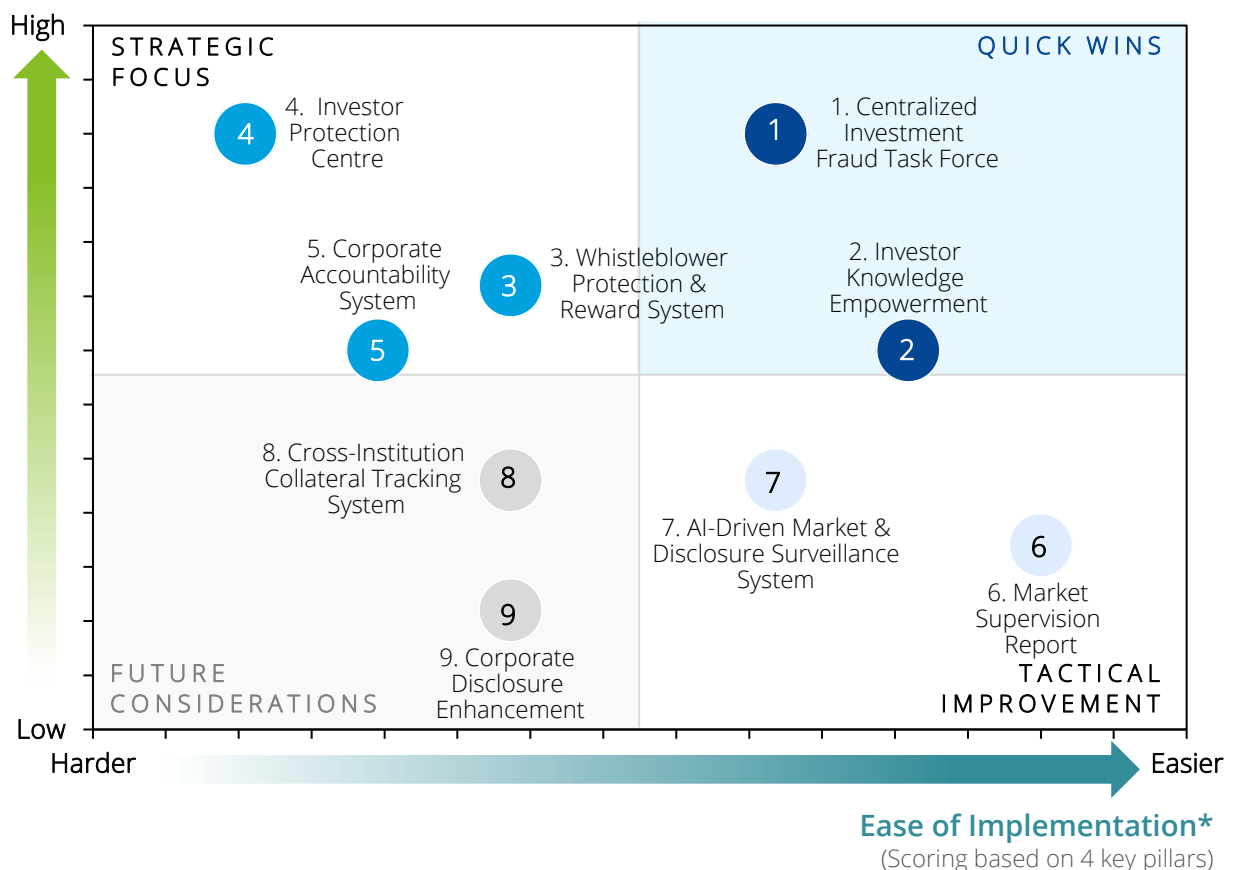 High
STRATEGIC
FOCUS
QUICK WINS
4. Investor
Protection
Centre
4
1
1. Centralized
Investment
Fraud Task Force
5. Corporate
Accountability
System
3
3. Whistleblower
Protection &
Reward System
2. Investor
Knowledge
Empowerment
5
2
8. Cross-Institution
Collateral Tracking
System
8
7
7. AI-Driven Market &
Disclosure Surveillance
System
6
6. Market
Supervision
Report
9
9. Corporate
Disclosure
Enhancement
FUTURE
CONSIDERATIONS
TACTICAL
IMPROVEMENT
Low
Harder
Easier
Ease of Implementation*
(Scoring based on 4 key pillars)